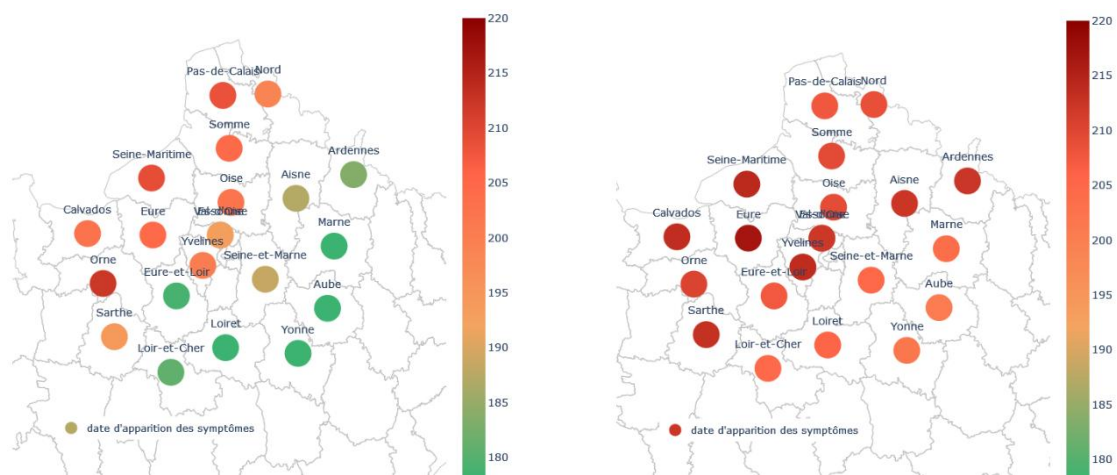 Pas-de-Calais
Nord
Somme
Seine-Maritime
Ardennes
Oise
Aisne
Calvados
Eure
Marne
Yvelines
Seine-et-Marne
Orne
Eure-et-Loir
Aube
Sarthe
Loiret
Yonne
Loir-et-Cher
date d'apparition des symptômes
220
215
210
205
200
195
190
185
180
Pas-de-Calais
Nord
Somme
Seine-Maritime
Ardennes
Oise
Aisne
Calvados
Eure
Marne
Yvelines
Seine-et-Marne
Orne
Eure-et-Loir
Aube
Sarthe
Loiret
Yonne
Loir-et-Cher
date d'apparition des symptômes
220
215
210
205
200
195
190
185
180